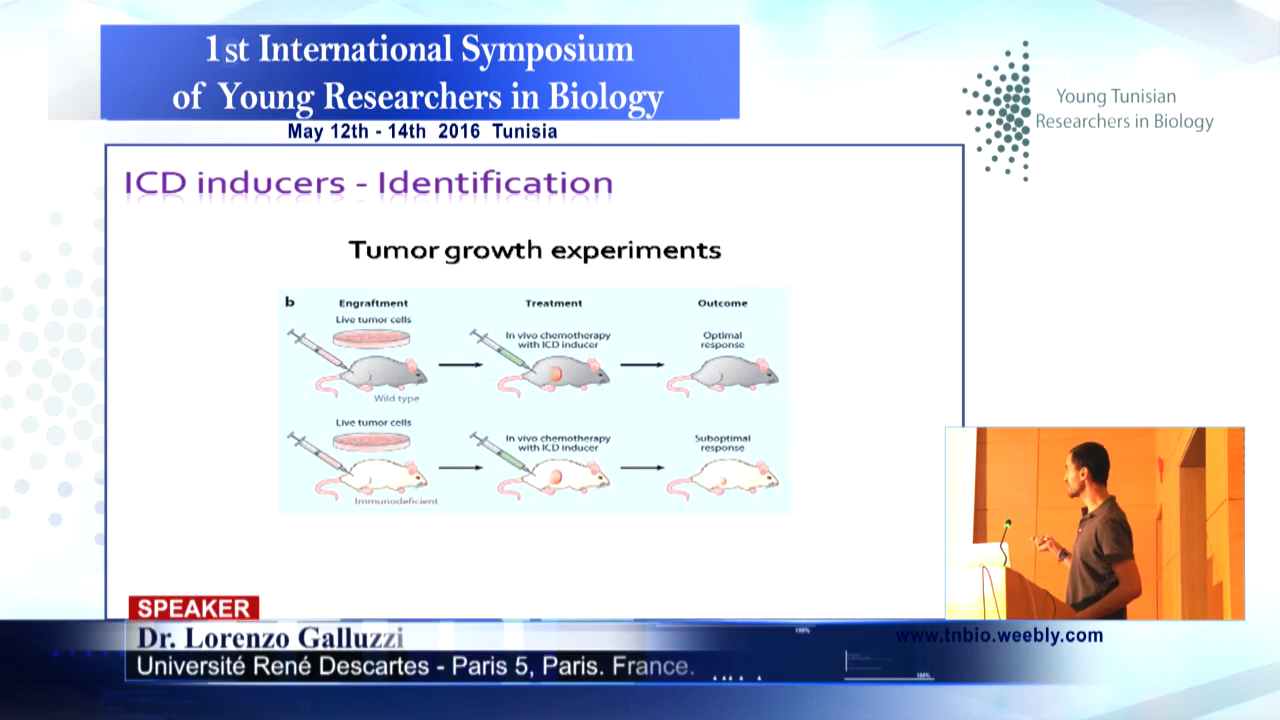 1st International Symposium
of Young Researchers in Biology
May 12th - 14th 2016 Tunisia
Young Tunisian
Researchers in Biology
ICD inducers - Identification
Tumor growth experiments
b
Engraftment
Treatment
Outcome
Live tumor cells
In vivo chemotherapy
with ICD inducer
Optimal
response
Wild type
Live tumor cells
In vivo chemotherapy
with ICD inducer
Suboptimal
response
Immunodeficient
SPEAKER
Dr. Lorenzo Galluzzi
Université René Descartes - Paris 5, Paris. France.
100%
www.tnbio.weebly.com
100%